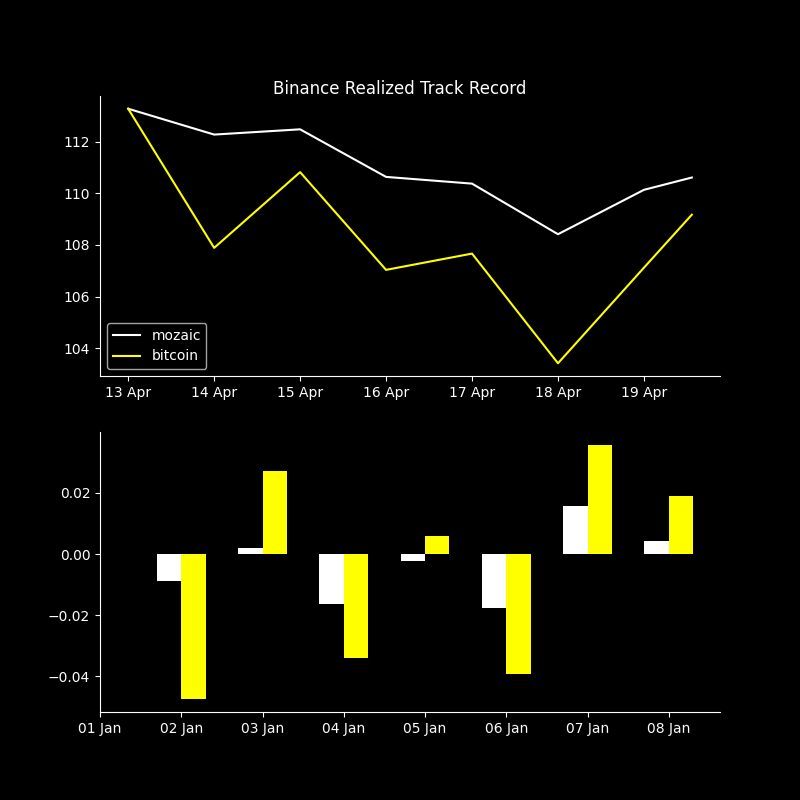 Binance Realized Track Record
112
110
108
106
104
mozaic
bitcoin
13 Apr 14 Apr 15 Apr 16 Apr 17 Apr 18 Apr 19 Apr
0.02
0.00
−0.02
−0.04
01 Jan 02 Jan 03 Jan 04 Jan 05 Jan 06 Jan 07 Jan 08 Jan